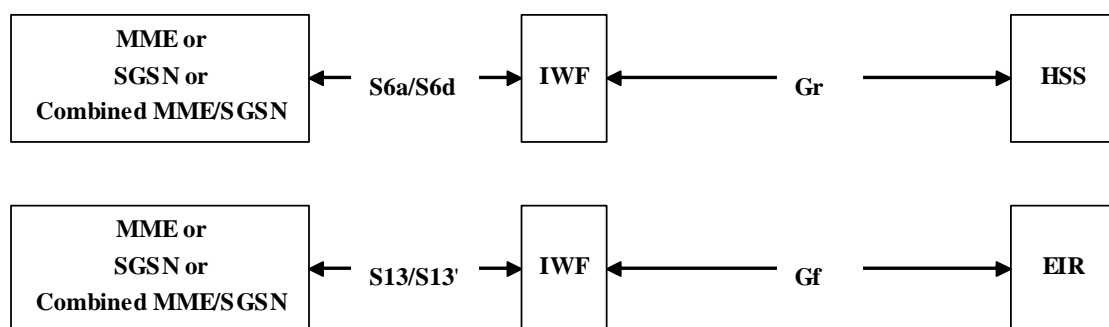 MME or
SGSN or
Combined MME/SGSN
S6a/S6d
IWF
Gr
HSS
MME or
SGSN or
Combined MME/SGSN
S13/S13'
IWF
Gf
EIR